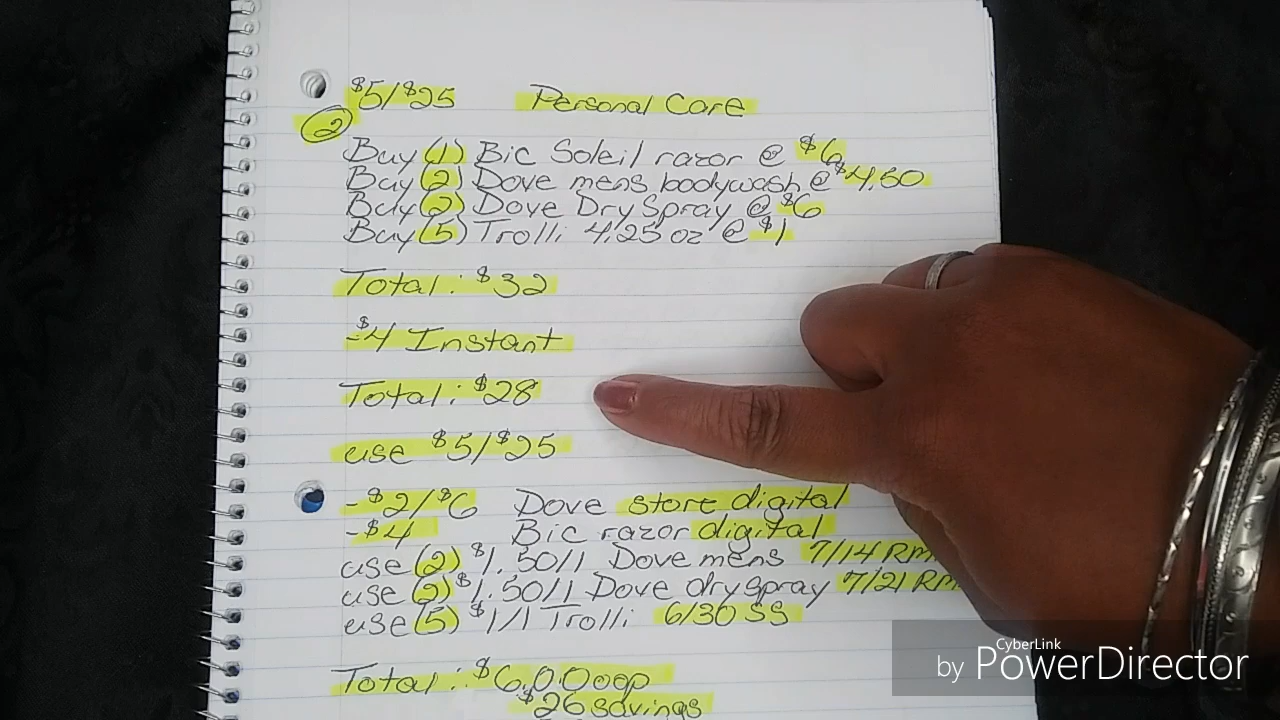 $5/$25 Personal Care
2
Buy (1) Bic Soleil razor @ $6
Buy (2) Dove mens bodywash @ $4.50
Buy (2) Dove Dry Spray @ $6
Buy (5) Trolli 4.25 oz @ $1
Total: $32
-$4 Instant
Total: $28
use $5/$25
-$2/$6 Dove store digital
-$4 Bic razor digital
use (2) $1.50/1 Dove mens 7/14 RM
use (2) $1.50/1 Dove dry spray 7/21 RM
use (5) $1/1 Trolli 6/30 SS
Total: $6.00 oop
$26 savings
CyberLink
by PowerDirector